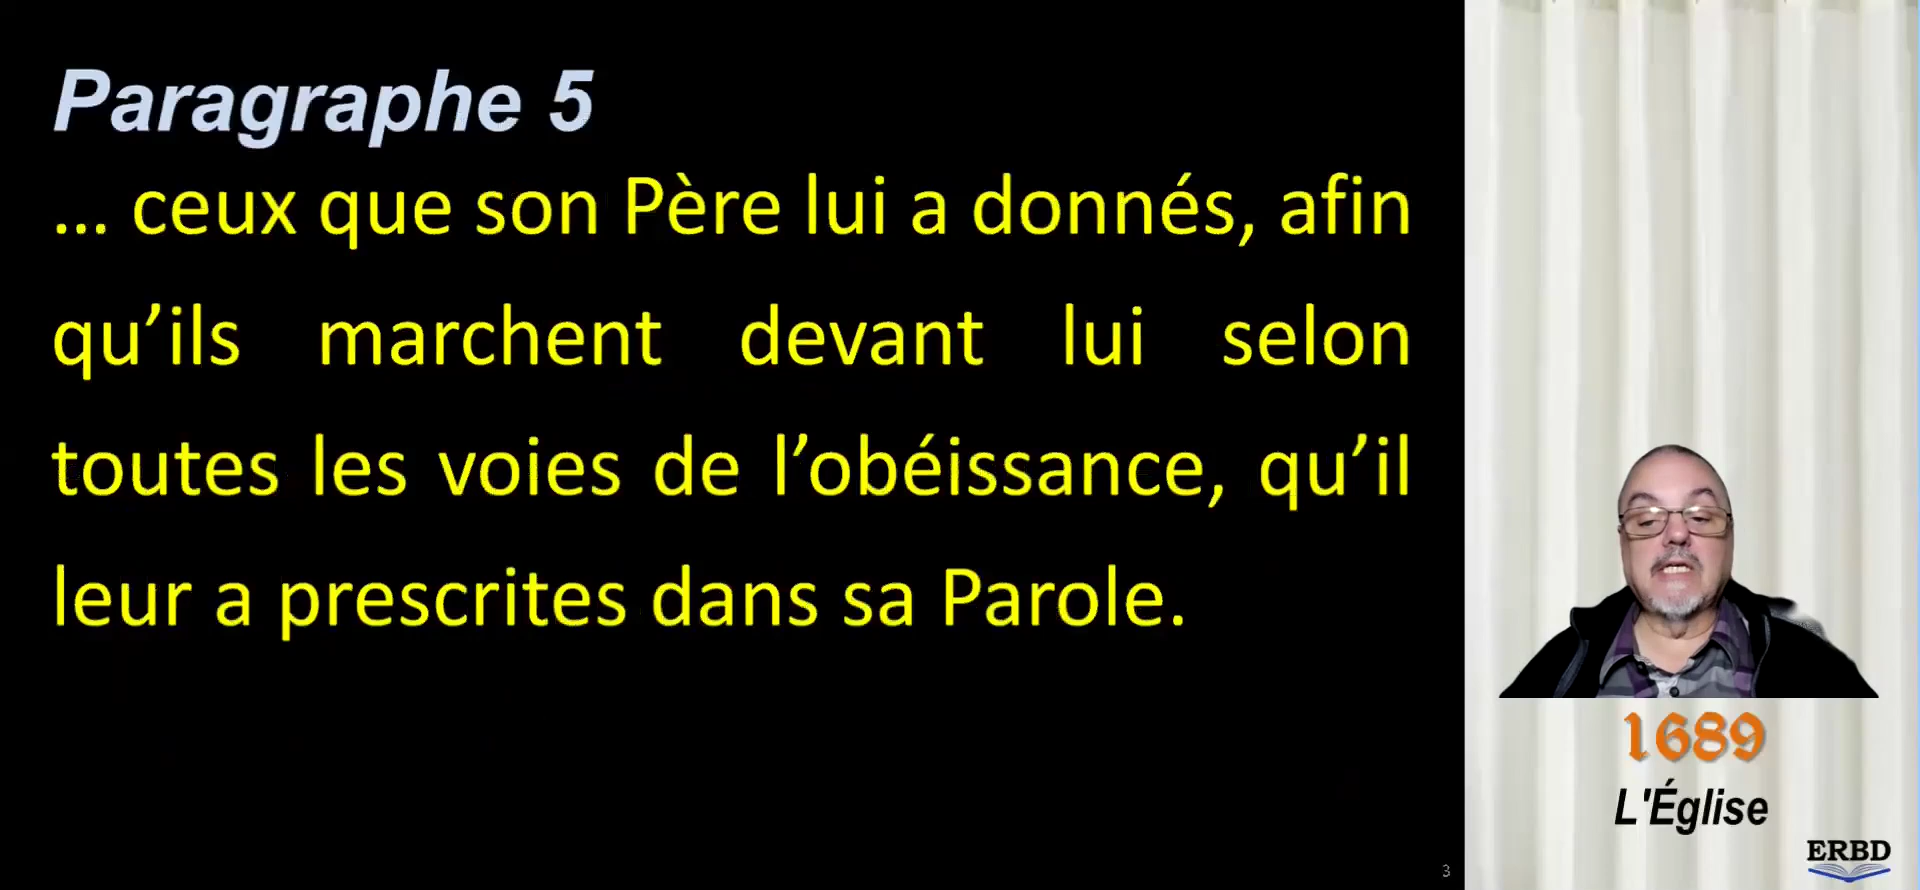 Paragraphe 5
… ceux que son Père lui a donnés, afin
qu’ils marchent devant lui selon
toutes les voies de l’obéissance, qu’il
leur a prescrites dans sa Parole.
3
1689
L'Église
ERBD